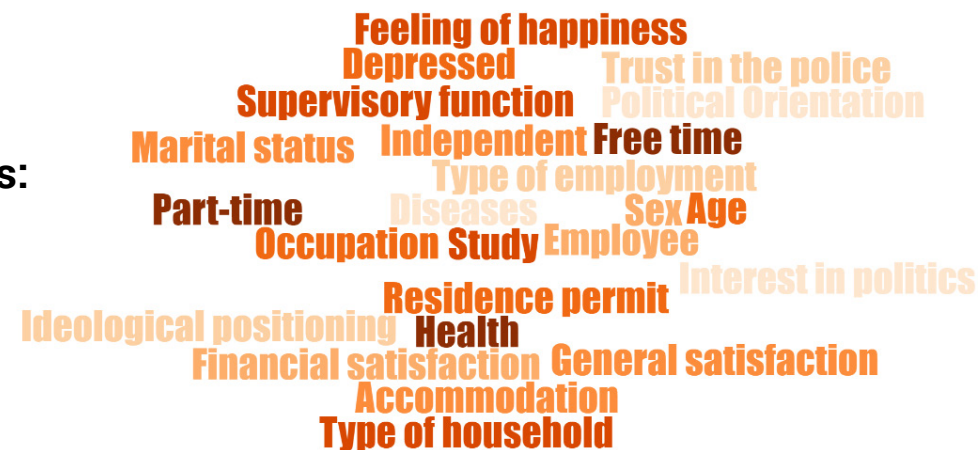 Feeling of happiness
Depressed Trust in the police
Supervisory function Political Orientation
Marital status Independent Free time
s: Type of employment
Part-time Diseases Sex Age
Occupation Study Employee
Interest in politics
Residence permit
Ideological positioning Health
Financial satisfaction General satisfaction
Accommodation
Type of household